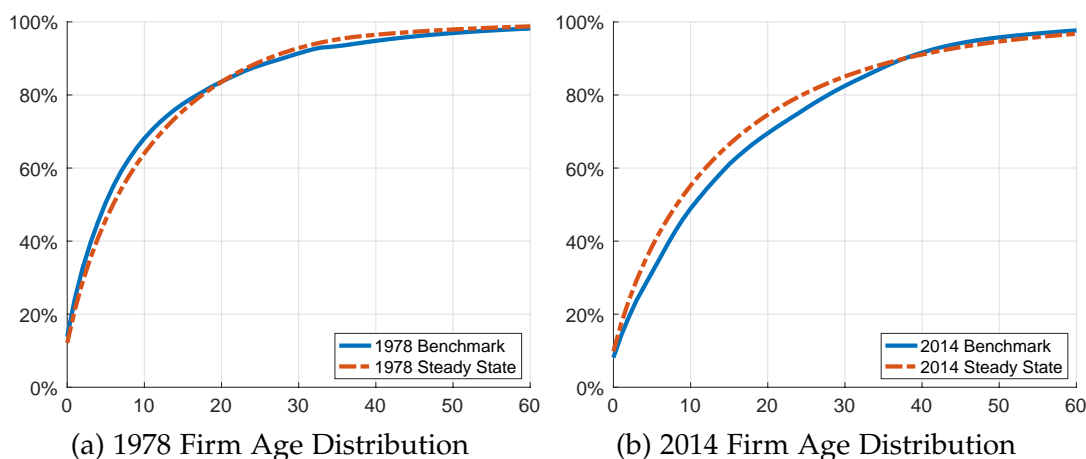 100%
80%
60%
40%
20%
0%
0 10 20 30 40 50 60
1978 Benchmark
1978 Steady State
(a) 1978 Firm Age Distribution
100%
80%
60%
40%
20%
0%
0 10 20 30 40 50 60
2014 Benchmark
2014 Steady State
(b) 2014 Firm Age Distribution